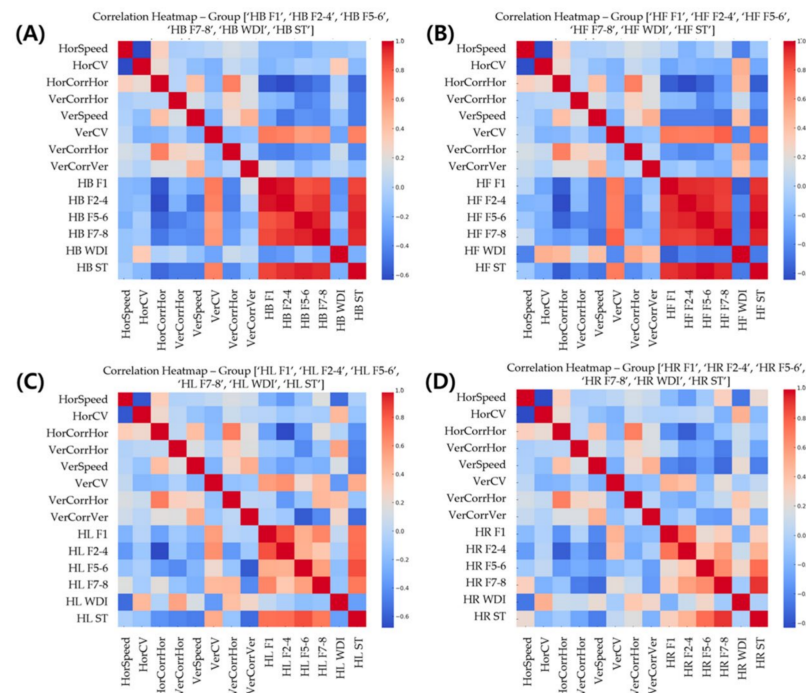 (A)
Correlation Heatmap – Group ['HB F1', 'HB F2-4', 'HB F5-6',
'HB F7-8', 'HB WDI', 'HB ST']
HorSpeed
HorCV
HorCorrHor
VerCorrHor
VerSpeed
VerCV
VerCorrHor
VerCorrVer
HB F1
HB F2-4
HB F5-6
HB F7-8
HB WDI
HB ST
HorSpeed
HorCV
HorCorrHor
VerCorrHor
VerSpeed
VerCV
VerCorrHor
VerCorrVer
HB F1
HB F2-4
HB F5-6
HB F7-8
HB WDI
HB ST
1.0
0.8
0.6
0.4
0.2
0.0
−0.2
−0.4
−0.6
(B)
Correlation Heatmap – Group ['HF F1', 'HF F2-4', 'HF F5-6',
'HF F7-8', 'HF WDI', 'HF ST']
HorSpeed
HorCV
HorCorrHor
VerCorrHor
VerSpeed
VerCV
VerCorrHor
VerCorrVer
HF F1
HF F2-4
HF F5-6
HF F7-8
HF WDI
HF ST
HorSpeed
HorCV
HorCorrHor
VerCorrHor
VerSpeed
VerCV
VerCorrHor
VerCorrVer
HF F1
HF F2-4
HF F5-6
HF F7-8
HF WDI
HF ST
1.0
0.8
0.6
0.4
0.2
0.0
−0.2
−0.4
(C)
Correlation Heatmap – Group ['HL F1', 'HL F2-4', 'HL F5-6',
'HL F7-8', 'HL WDI', 'HL ST']
HorSpeed
HorCV
HorCorrHor
VerCorrHor
VerSpeed
VerCV
VerCorrHor
VerCorrVer
HL F1
HL F2-4
HL F5-6
HL F7-8
HL WDI
HL ST
HorSpeed
HorCV
HorCorrHor
VerCorrHor
VerSpeed
VerCV
VerCorrHor
VerCorrVer
HL F1
HL F2-4
HL F5-6
HL F7-8
HL WDI
HL ST
1.0
0.8
0.6
0.4
0.2
0.0
−0.2
−0.4
−0.6
(D)
Correlation Heatmap – Group ['HR F1', 'HR F2-4', 'HR F5-6',
'HR F7-8', 'HR WDI', 'HR ST']
HorSpeed
HorCV
HorCorrHor
VerCorrHor
VerSpeed
VerCV
VerCorrHor
VerCorrVer
HR F1
HR F2-4
HR F5-6
HR F7-8
HR WDI
HR ST
HorSpeed
HorCV
HorCorrHor
VerCorrHor
VerSpeed
VerCV
VerCorrHor
VerCorrVer
HR F1
HR F2-4
HR F5-6
HR F7-8
HR WDI
HR ST
1.0
0.8
0.6
0.4
0.2
0.0
−0.2
−0.4